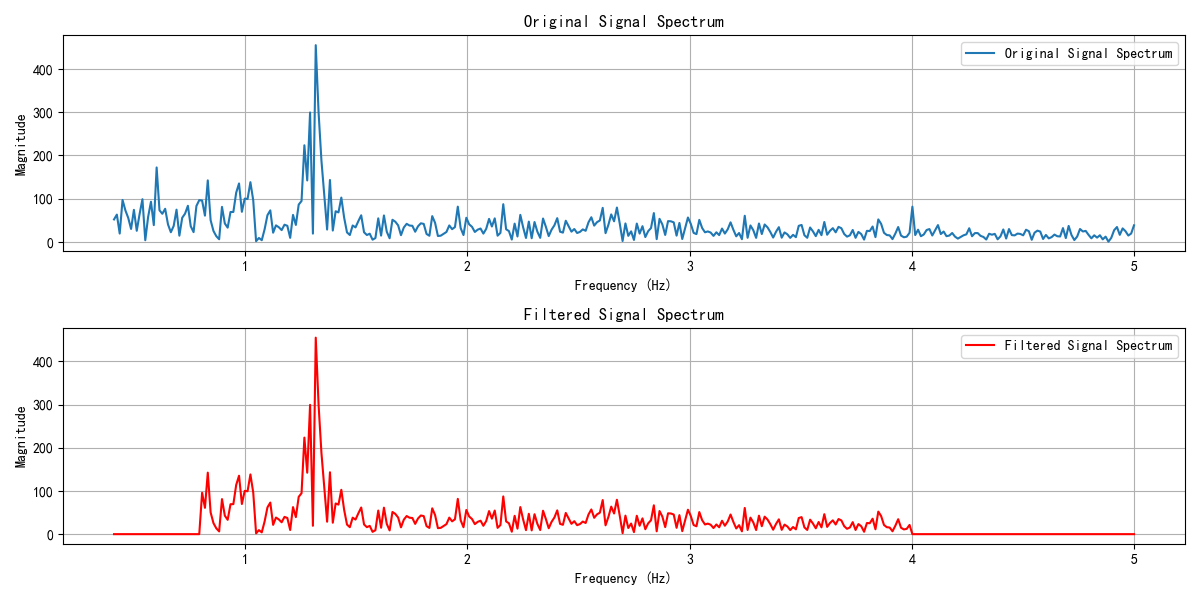 Original Signal Spectrum
Original Signal Spectrum
Magnitude
400
300
200
100
0
1
2
3
4
5
Frequency (Hz)
Filtered Signal Spectrum
Filtered Signal Spectrum
Magnitude
400
300
200
100
0
1
2
3
4
5
Frequency (Hz)